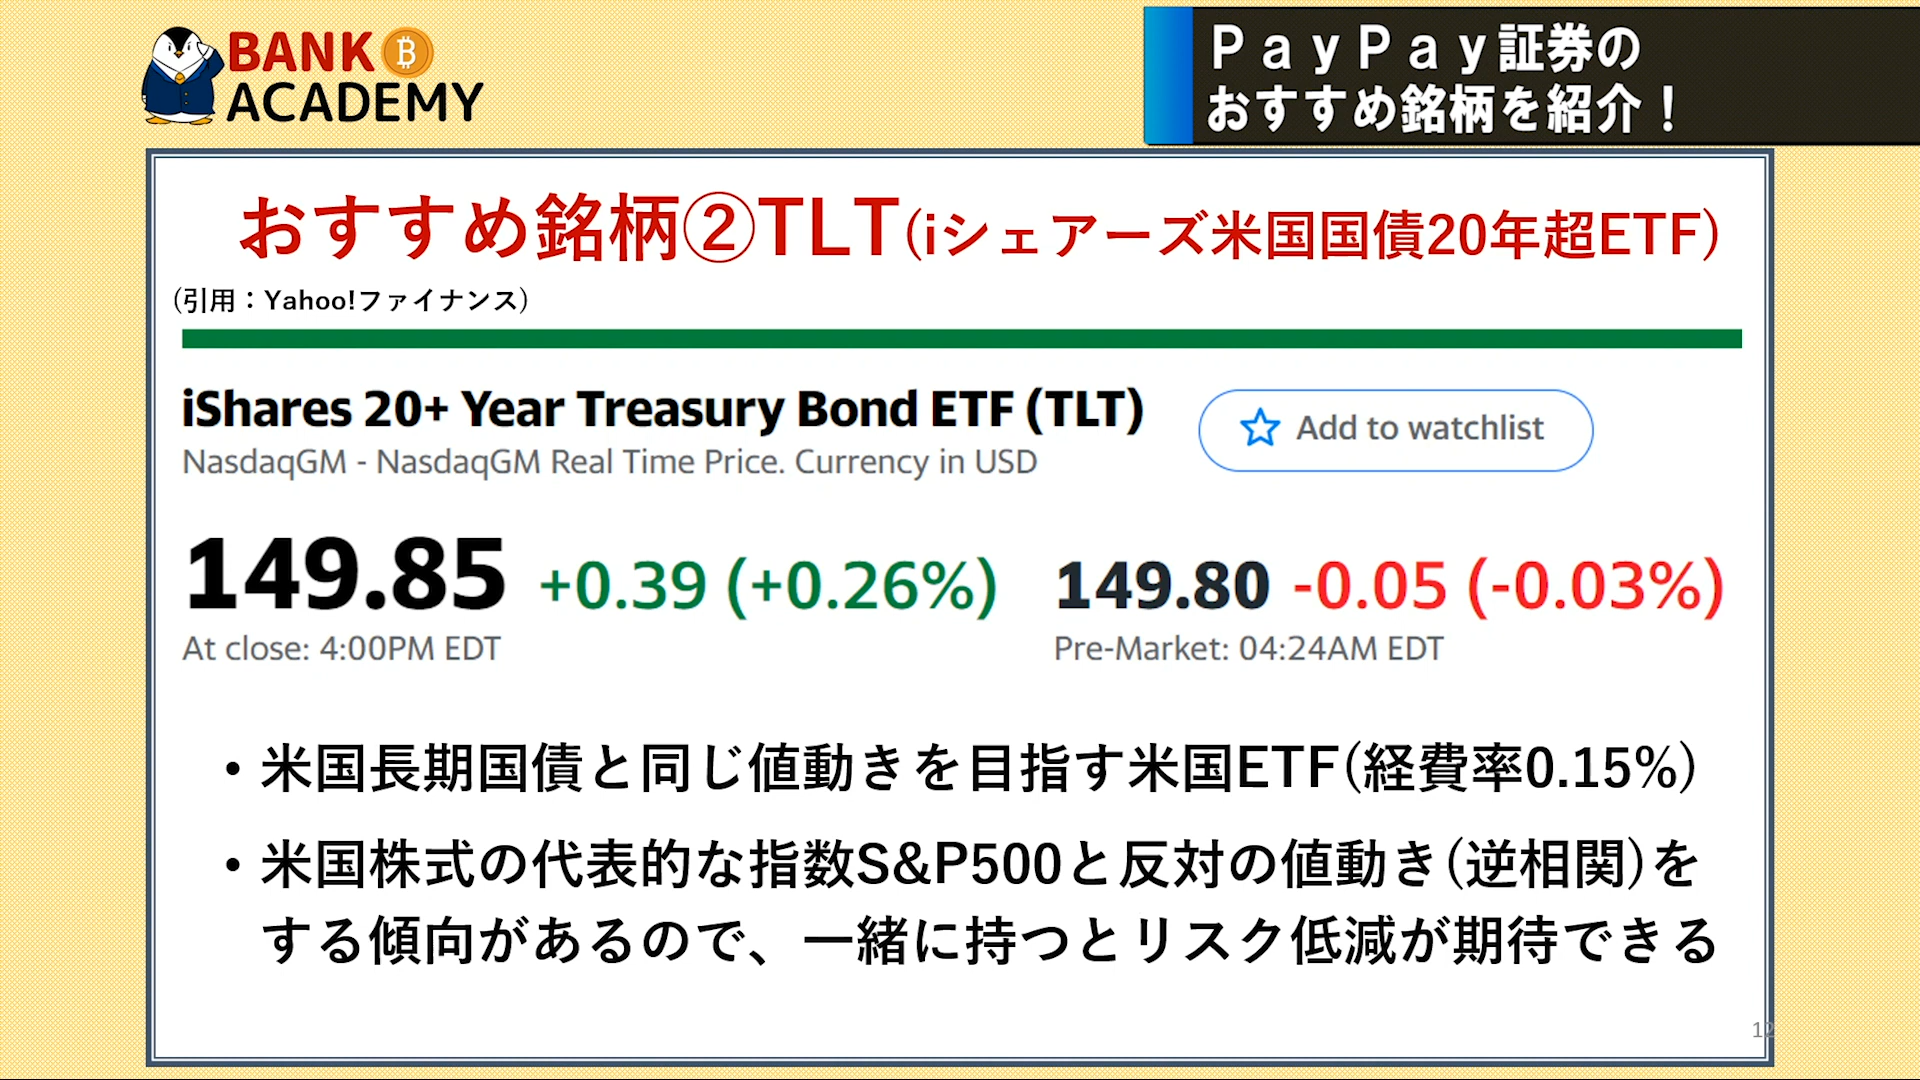 BANK
ACADEMY
PayPay証券の
おすすめ銘柄を紹介！
おすすめ銘柄②TLT(iシェアーズ米国国債20年超ETF)
(引用：Yahoo!ファイナンス)
iShares 20+ Year Treasury Bond ETF (TLT)
Add to watchlist
NasdaqGM - NasdaqGM Real Time Price. Currency in USD
149.85 +0.39 (+0.26%) 149.80 -0.05 (-0.03%)
At close: 4:00PM EDT Pre-Market: 04:24AM EDT
・米国長期国債と同じ値動きを目指す米国ETF(経費率0.15%)
・米国株式の代表的な指数S&P500と反対の値動き(逆相関)を
する傾向があるので、一緒に持つとリスク低減が期待できる
12